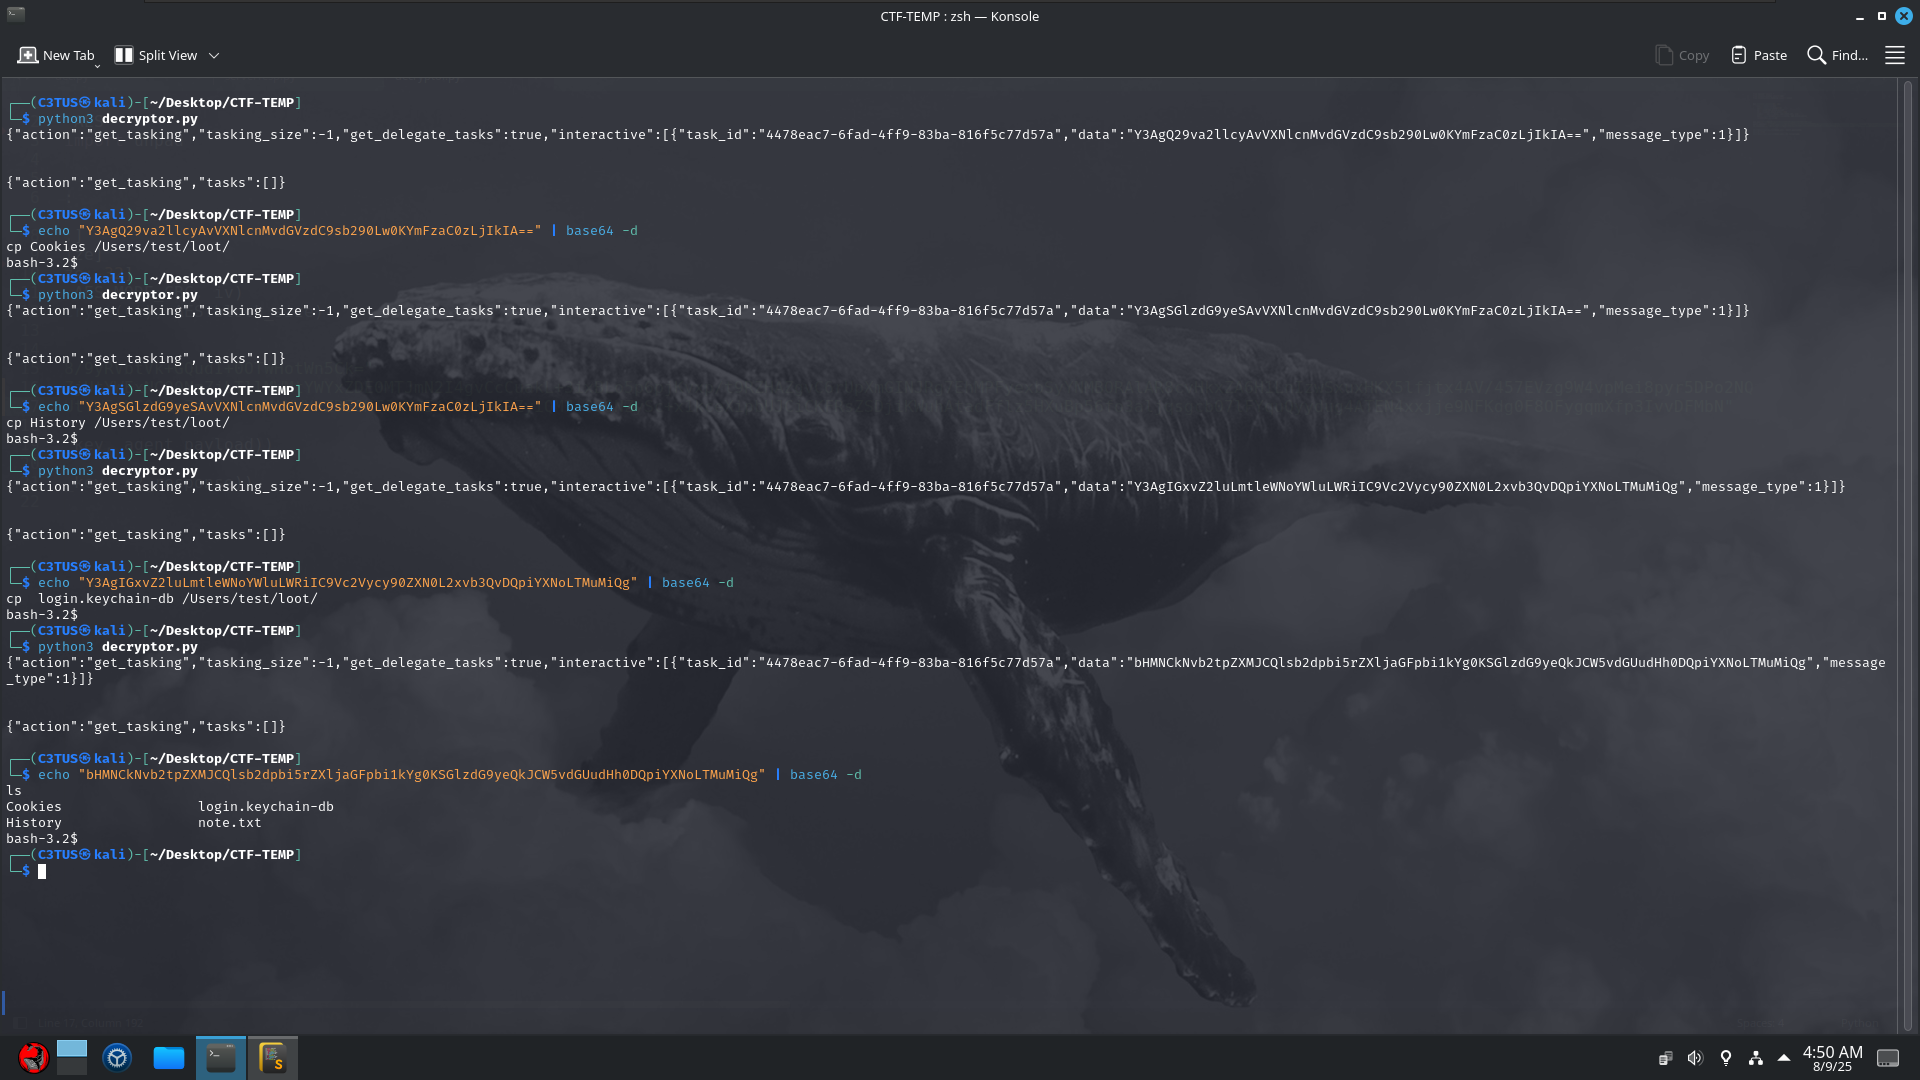 CTF-TEMP : zsh — Konsole
New Tab
Split View
Copy
Paste
Find...
┌──(C3TUS㉿kali)-[~/Desktop/CTF-TEMP]
└─$ python3 decryptor.py
{"action":"get_tasking","tasking_size":-1,"get_delegate_tasks":true,"interactive":[{"task_id":"4478eac7-6fad-4ff9-83ba-816f5c77d57a","data":"Y3AgQ29va2llcyAvVXNlcnMvdGVzdC9sb290Lw0KYmFzaC0zLjIkIA==","message_type":1}]}
{"action":"get_tasking","tasks":[]}
┌──(C3TUS㉿kali)-[~/Desktop/CTF-TEMP]
└─$ echo "Y3AgQ29va2llcyAvVXNlcnMvdGVzdC9sb290Lw0KYmFzaC0zLjIkIA==" | base64 -d
cp Cookies /Users/test/loot/
bash-3.2$
┌──(C3TUS㉿kali)-[~/Desktop/CTF-TEMP]
└─$ python3 decryptor.py
{"action":"get_tasking","tasking_size":-1,"get_delegate_tasks":true,"interactive":[{"task_id":"4478eac7-6fad-4ff9-83ba-816f5c77d57a","data":"Y3AgSGlzdG9yeSAvVXNlcnMvdGVzdC9sb290Lw0KYmFzaC0zLjIkIA==","message_type":1}]}
{"action":"get_tasking","tasks":[]}
┌──(C3TUS㉿kali)-[~/Desktop/CTF-TEMP]
└─$ echo "Y3AgSGlzdG9yeSAvVXNlcnMvdGVzdC9sb290Lw0KYmFzaC0zLjIkIA==" | base64 -d
cp History /Users/test/loot/
bash-3.2$
┌──(C3TUS㉿kali)-[~/Desktop/CTF-TEMP]
└─$ python3 decryptor.py
{"action":"get_tasking","tasking_size":-1,"get_delegate_tasks":true,"interactive":[{"task_id":"4478eac7-6fad-4ff9-83ba-816f5c77d57a","data":"Y3AgIGxvZ2luLmtleWNoYWluLWRiIC9Vc2Vycy90ZXN0L2xvb3QvDQpiYXNoLTMuMiQg","message_type":1}]}
{"action":"get_tasking","tasks":[]}
┌──(C3TUS㉿kali)-[~/Desktop/CTF-TEMP]
└─$ echo "Y3AgIGxvZ2luLmtleWNoYWluLWRiIC9Vc2Vycy90ZXN0L2xvb3QvDQpiYXNoLTMuMiQg" | base64 -d
cp  login.keychain-db /Users/test/loot/
bash-3.2$
┌──(C3TUS㉿kali)-[~/Desktop/CTF-TEMP]
└─$ python3 decryptor.py
{"action":"get_tasking","tasking_size":-1,"get_delegate_tasks":true,"interactive":[{"task_id":"4478eac7-6fad-4ff9-83ba-816f5c77d57a","data":"bHMNCkNvb2tpZXMJCQlsb2dpbi5rZXljaGFpbi1kYg0KSGlzdG9yeQkJCW5vdGUudHh0DQpiYXNoLTMuMiQg","message
_type":1}]}
{"action":"get_tasking","tasks":[]}
┌──(C3TUS㉿kali)-[~/Desktop/CTF-TEMP]
└─$ echo "bHMNCkNvb2tpZXMJCQlsb2dpbi5rZXljaGFpbi1kYg0KSGlzdG9yeQkJCW5vdGUudHh0DQpiYXNoLTMuMiQg" | base64 -d
ls
Cookies                 login.keychain-db
History                 note.txt
bash-3.2$
┌──(C3TUS㉿kali)-[~/Desktop/CTF-TEMP]
└─$
4:50 AM
8/9/25